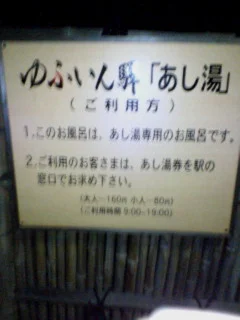 ゆふいん驛「あし湯」
（ご利用方）
1.このお風呂は、あし湯専用のお風呂です。
2.ご利用のお客さまは、あし湯券を駅の
窓口でお求め下さい。
（大人-160円 小人-80円）
（ご利用時間 9:00~19:00）